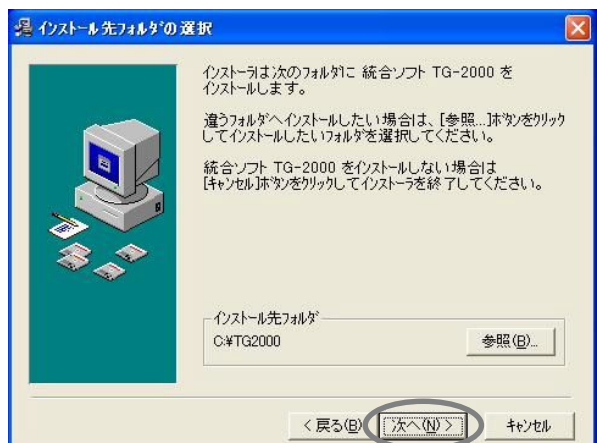 インストール先フォルダの選択
インストーラは次のフォルダに 統合ソフト TG-2000 を
インストールします。
違うフォルダへインストールしたい場合は、[参照...]ボタンをクリック
してインストールしたいフォルダを選択してください。
統合ソフト TG-2000 をインストールしない場合は
[キャンセル]ボタンをクリックしてインストーラを終了してください。
インストール先フォルダ
C:¥TG2000
参照(B)...
< 戻る(B)
次へ(N) >
キャンセル